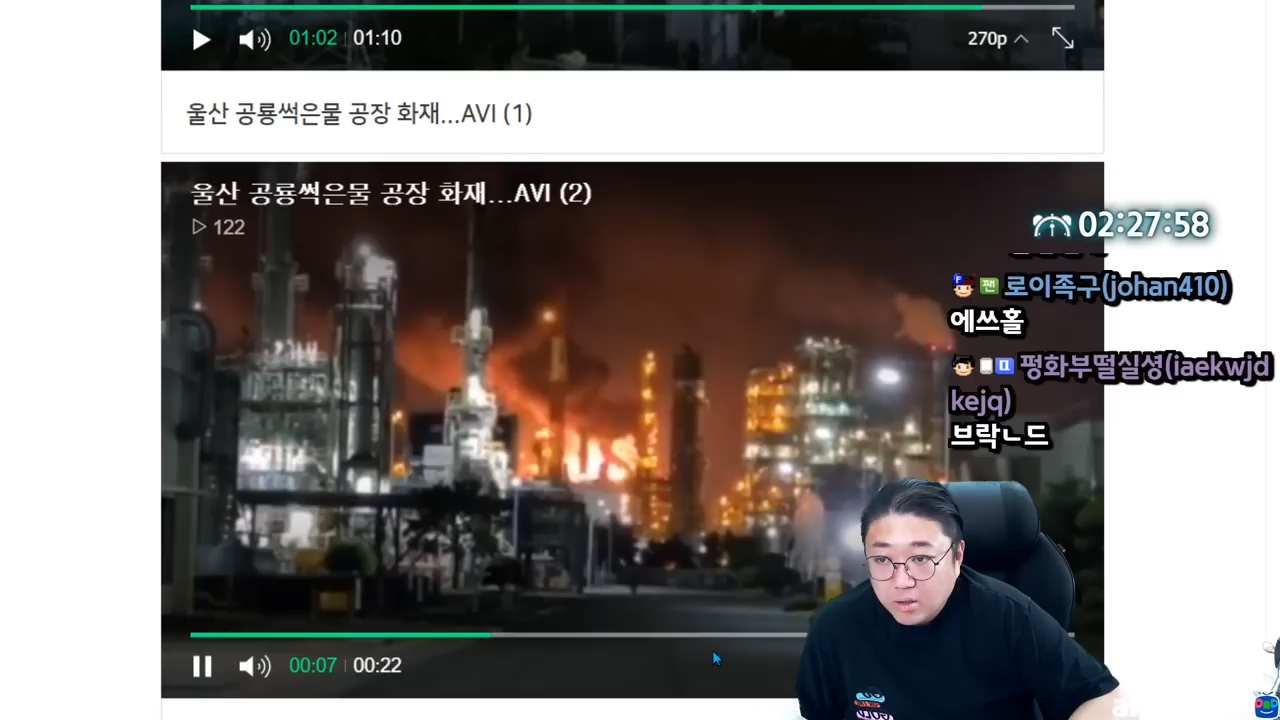 01:02 01:10
270p
울산 공룡썩은물 공장 화재...AVI (1)
울산 공룡썩은물 공장 화재...AVI (2)
122
02:27:58
F 팬 로이족구(johan410)
에쓰홀
펑화부떨실셩(iaekwjd
kejq)
브락ㄴ드
00:07 00:22